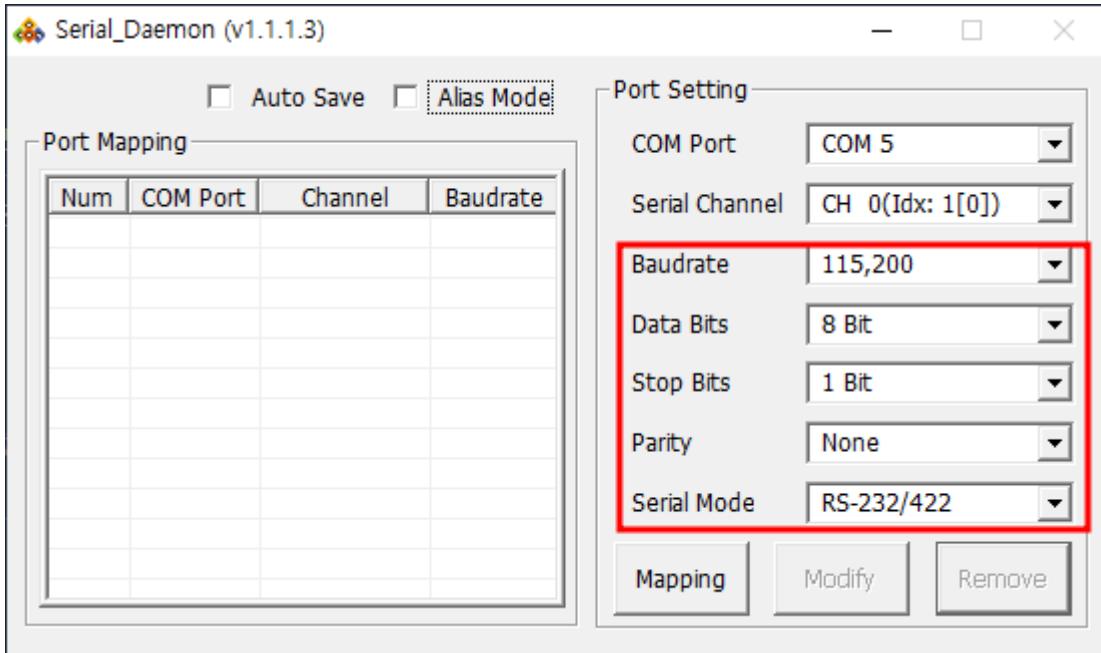 Serial_Daemon (v1.1.1.3)
Auto Save Alias Mode
Port Mapping
Num COM Port Channel Baudrate
Port Setting
COM Port COM 5
Serial Channel CH 0(Idx: 1[0])
Baudrate 115,200
Data Bits 8 Bit
Stop Bits 1 Bit
Parity None
Serial Mode RS-232/422
Mapping Modify Remove